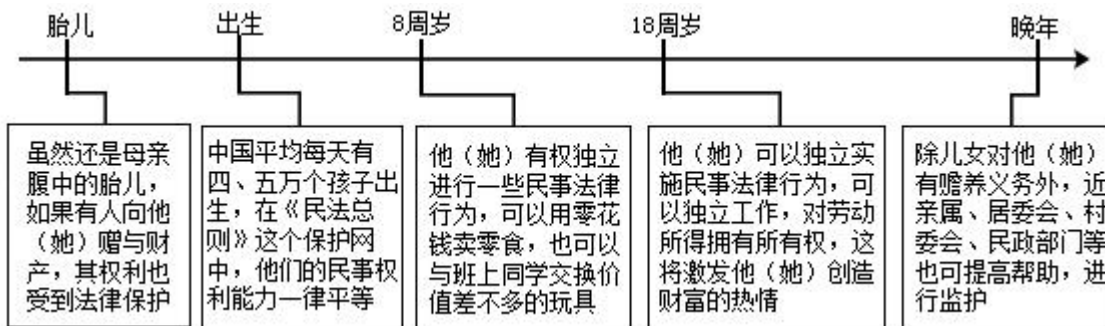 胎儿
出生
8周岁
18周岁
晚年
虽然还是母亲
腹中的胎儿,
如果有人向他
（她）赠与财
产，其权利也
受到法律保护
中国平均每天有
四、五万个孩子出
生，在《民法总
则》这个保护网
中，他们的民事权
利能力一律平等
他（她）有权独立
进行一些民事法律
行为，可以用零花
钱卖零食，也可以
与班上同学交换价
值差不多的玩具
他（她）可以独立实
施民事法律行为，可
以独立工作，对劳动
所得拥有所有权，这
将激发他（她）创造
财富的热情
除儿女对他（她）
有赡养义务外，近
亲属、居委会、村
委会、民政部门等
也可提高帮助，进
行监护